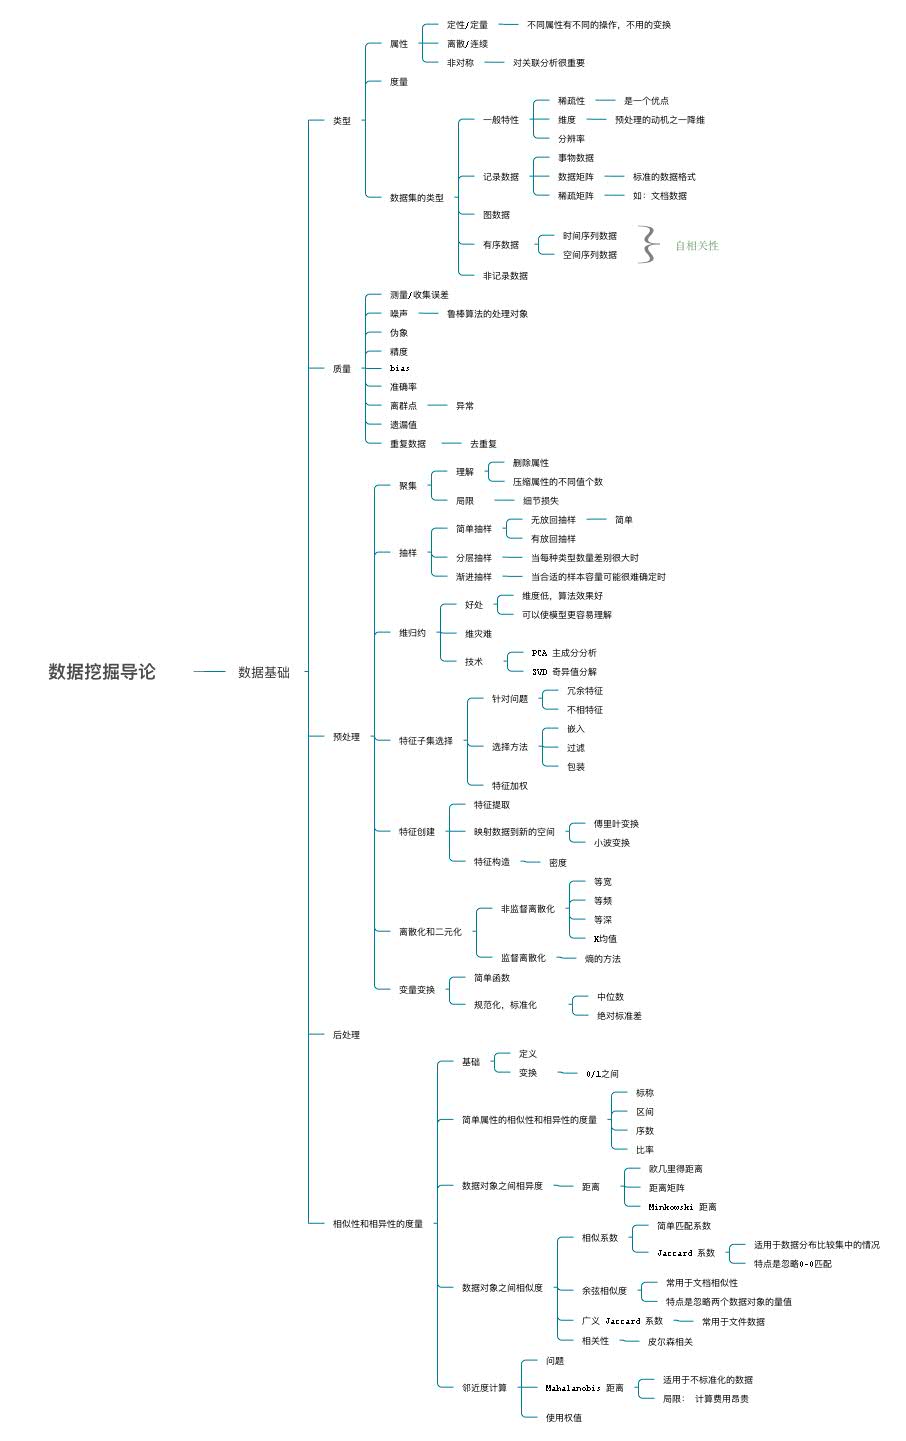 数据挖掘导论
数据基础
类型
属性
定性/定量
不同属性有不同的操作，不用的变换
离散/连续
非对称
对关联分析很重要
度量
数据集的类型
一般特性
稀疏性
是一个优点
维度
预处理的动机之一降维
分辨率
记录数据
事物数据
数据矩阵
标准的数据格式
稀疏矩阵
如：文档数据
图数据
有序数据
时间序列数据
空间序列数据
自相关性
非记录数据
质量
测量/收集误差
噪声
鲁棒算法的处理对象
伪象
精度
bias
准确率
离群点
异常
遗漏值
重复数据
去重复
预处理
聚集
理解
删除属性
压缩属性的不同值个数
局限
细节损失
抽样
简单抽样
无放回抽样
简单
有放回抽样
分层抽样
当每种类型数量差别很大时
渐进抽样
当合适的样本容量可能很难确定时
维归约
好处
维度低，算法效果好
可以使模型更容易理解
维灾难
技术
PCA 主成分分析
SVD 奇异值分解
特征子集选择
针对问题
冗余特征
不相特征
选择方法
嵌入
过滤
包装
特征加权
特征创建
特征提取
映射数据到新的空间
傅里叶变换
小波变换
特征构造
密度
离散化和二元化
非监督离散化
等宽
等频
等深
K均值
监督离散化
熵的方法
变量变换
简单函数
规范化，标准化
中位数
绝对标准差
后处理
相似性和相异性的度量
基础
定义
变换
0/1之间
简单属性的相似性和相异性的度量
标称
区间
序数
比率
数据对象之间相异度
距离
欧几里得距离
距离矩阵
Minkowski 距离
数据对象之间相似度
相似系数
简单匹配系数
Jaccard 系数
适用于数据分布比较集中的情况
特点是忽略0-0匹配
余弦相似度
常用于文档相似性
特点是忽略两个数据对象的量值
广义 Jaccard 系数
常用于文件数据
相关性
皮尔森相关
邻近度计算
问题
Mahalanobis 距离
适用于不标准化的数据
局限： 计算费用昂贵
使用权值